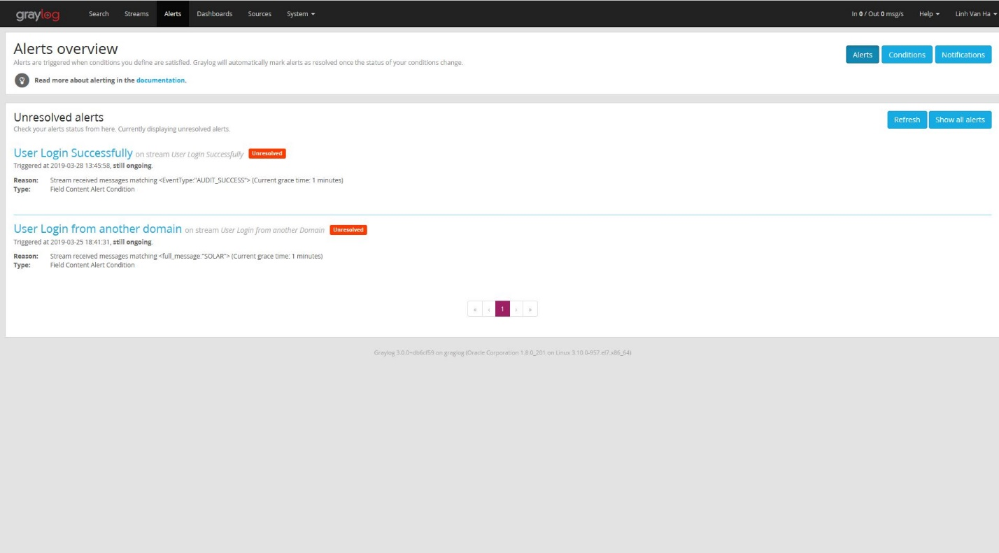 graylog Search Streams Alerts Dashboards Sources System In 0 / Out 0 msg/s Help Linh Van Ha
Alerts overview
Alerts are triggered when conditions you define are satisfied. Graylog will automatically mark alerts as resolved once the status of your conditions change.
Alerts Conditions Notifications
Read more about alerting in the documentation.
Unresolved alerts
Check your alerts status from here. Currently displaying unresolved alerts.
Refresh Show all alerts
User Login Successfully on stream User Login Successfully Unresolved
Triggered at 2019-03-28 13:45:58, still ongoing.
Reason: Stream received messages matching <EventType:"AUDIT_SUCCESS"> (Current grace time: 1 minutes)
Type: Field Content Alert Condition
User Login from another domain on stream User Login from another Domain Unresolved
Triggered at 2019-03-25 18:41:31, still ongoing.
Reason: Stream received messages matching <full_message:"SOLAR"> (Current grace time: 1 minutes)
Type: Field Content Alert Condition
« ‹ 1 › »
Graylog 3.0.0+db6cf59 on graglog (Oracle Corporation 1.8.0_201 on Linux 3.10.0-957.el7.x86_64)